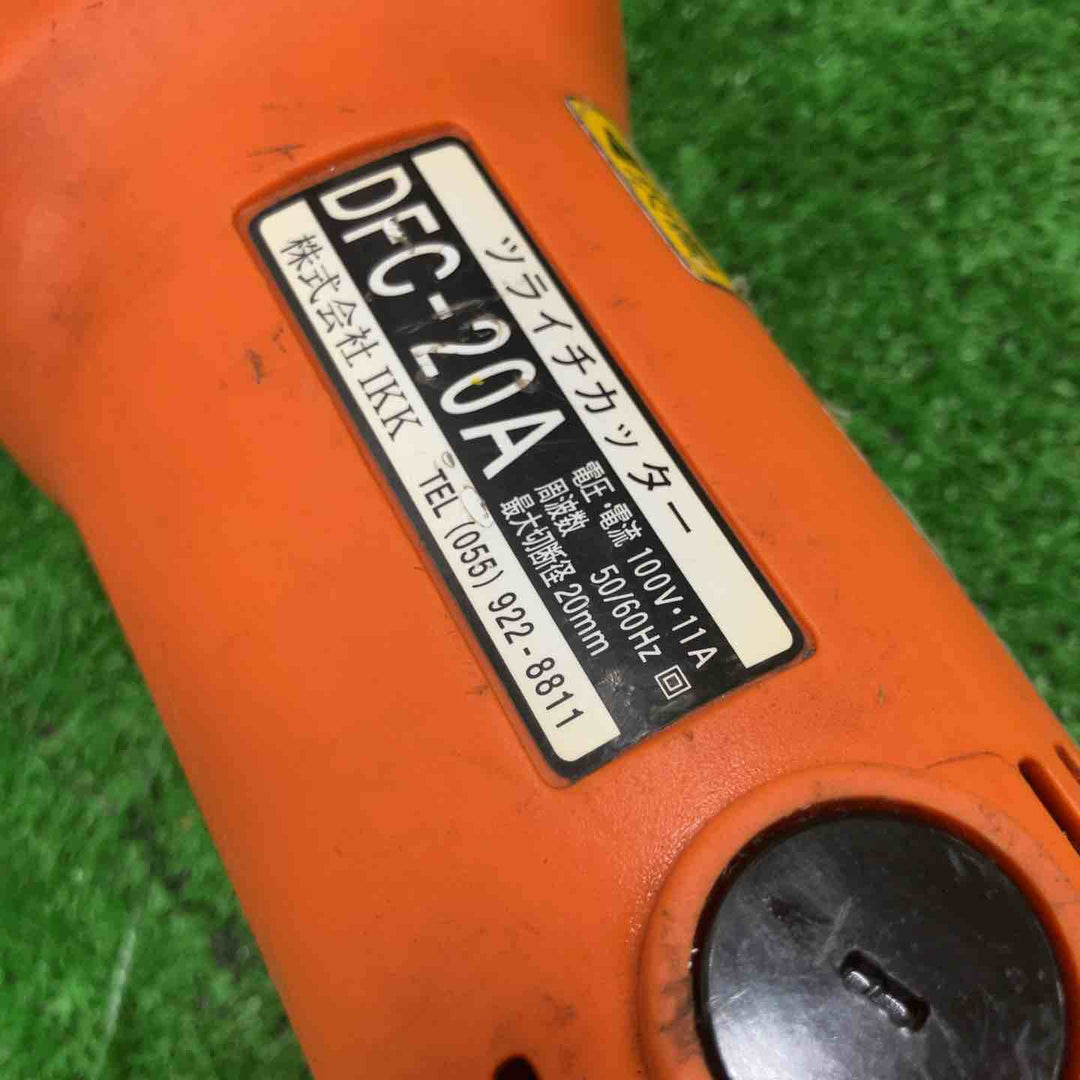 ツライチカッター
DFC-20A
電圧・電流 100V・11A
周波数 50/60Hz
最大切断径 20mm
株式会社 IKK TEL (055) 922-8811